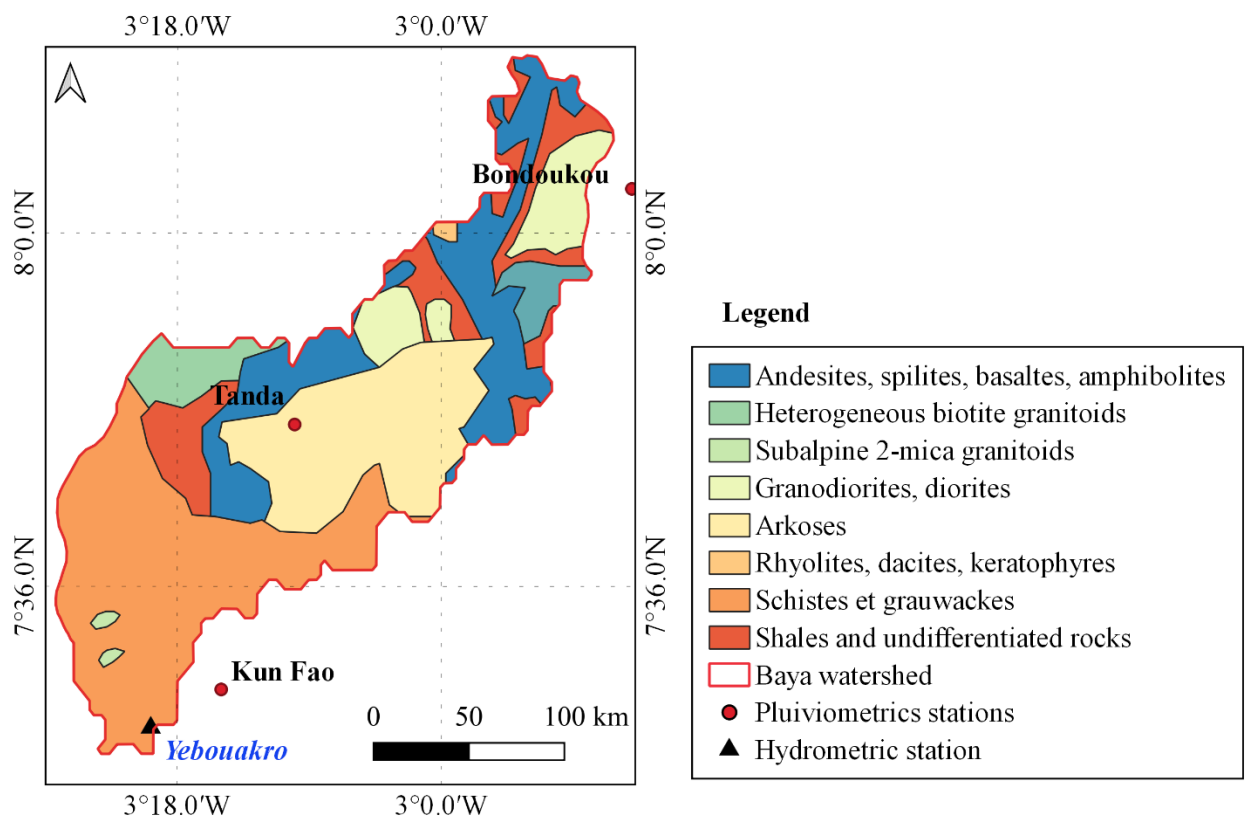 3°18.0'W 3°0.0'W
8°0.0'N
7°36.0'N
Bondoukou
Tanda
Kun Fao
Yebouakro
0 50 100 km
8°0.0'N
7°36.0'N
3°18.0'W 3°0.0'W
Legend
Andesites, spilites, basaltes, amphibolites
Heterogeneous biotite granitoids
Subalpine 2-mica granitoids
Granodiorites, diorites
Arkoses
Rhyolites, dacites, keratophyres
Schistes et grauwackes
Shales and undifferentiated rocks
Baya watershed
Pluiviometrics stations
Hydrometric station